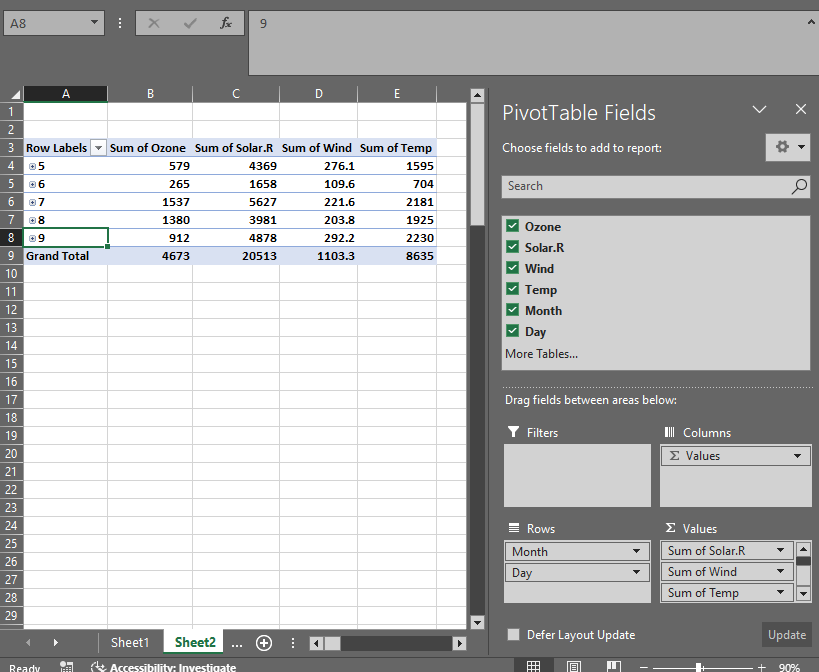 A8
fx
9
A B C D E
1
2
3 Row Labels Sum of Ozone Sum of Solar.R Sum of Wind Sum of Temp
4 5 579 4369 276.1 1595
5 6 265 1658 109.6 704
6 7 1537 5627 221.6 2181
7 8 1380 3981 203.8 1925
8 9 912 4878 292.2 2230
9 Grand Total 4673 20513 1103.3 8635
10
11
12
13
14
15
16
17
18
19
20
21
22
23
24
25
26
27
28
29
Sheet1 Sheet2 ...
Ready Accessibility: Investigate
PivotTable Fields
Choose fields to add to report:
Search
Ozone
Solar.R
Wind
Temp
Month
Day
More Tables...
Drag fields between areas below:
Filters
Columns
Σ Values
Rows
Month
Day
Σ Values
Sum of Solar.R
Sum of Wind
Sum of Temp
Defer Layout Update
Update
90%